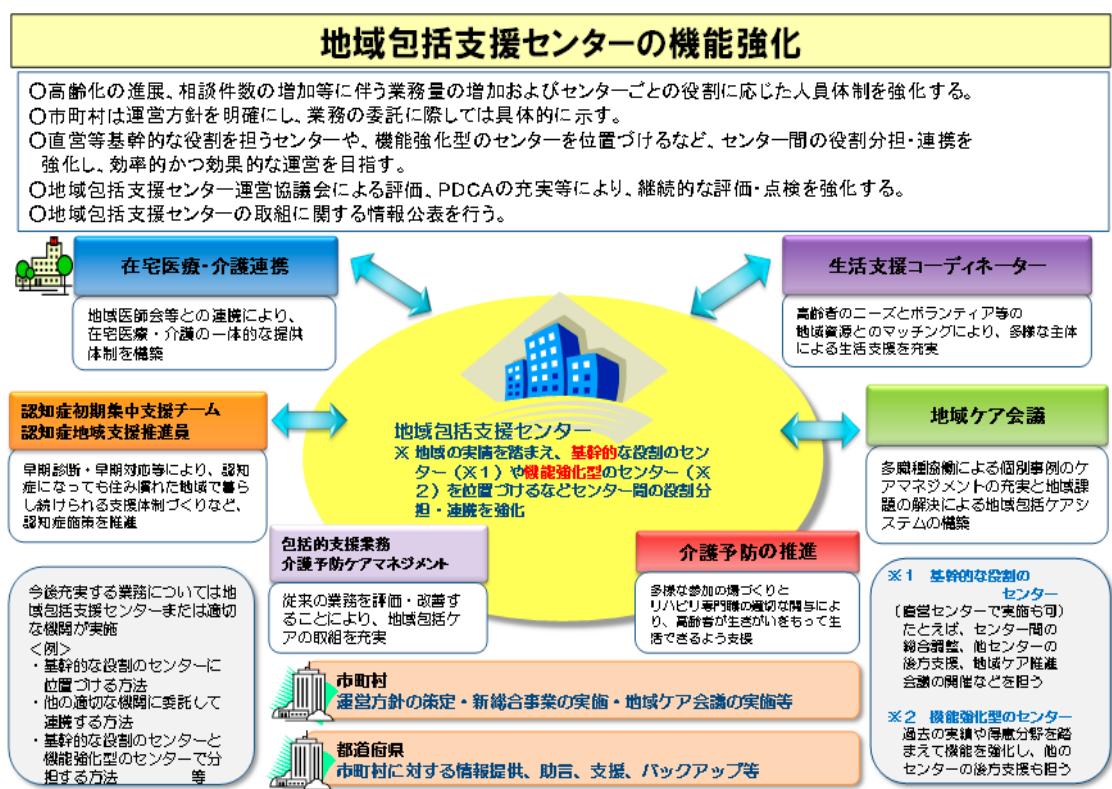 地域包括支援センターの機能強化
○高齢化の進展、相談件数の増加等に伴う業務量の増加およびセンターごとの役割に応じた人員体制を強化する。
○市町村は運営方針を明確にし、業務の委託に際しては具体的に示す。
○直営等基幹的な役割を担うセンターや、機能強化型のセンターを位置づけるなど、センター間の役割分担・連携を
強化し、効率的かつ効果的な運営を目指す。
○地域包括支援センター運営協議会による評価、PDCAの充実等により、継続的な評価・点検を強化する。
○地域包括支援センターの取組に関する情報公表を行う。
在宅医療・介護連携
地域医師会等との連携により、
在宅医療・介護の一体的な提供
体制を構築
生活支援コーディネーター
高齢者のニーズとボランティア等の
地域資源とのマッチングにより、多様な主体
による生活支援を充実
認知症初期集中支援チーム
認知症地域支援推進員
早期診断・早期対応等により、認知
症になっても住み慣れた地域で暮ら
し続けられる支援体制づくりなど、
認知症施策を推進
地域包括支援センター
※ 地域の実情を踏まえ、基幹的な役割のセン
ター（※１）や機能強化型のセンター（※
２）を位置づけるなどセンター間の役割分
担・連携を強化
地域ケア会議
多職種協働による個別事例のケ
アマネジメントの充実と地域課
題の解決による地域包括ケアシ
ステムの構築
包括的支援業務
介護予防ケアマネジメント
従来の業務を評価・改善す
ることにより、地域包括ケ
アの取組を充実
介護予防の推進
多様な参加の場づくりと
リハビリ専門職の適切な関与によ
り、高齢者が生きがいをもって生
活できるよう支援
今後充実する業務については地
域包括支援センターまたは適切
な機関が実施
＜例＞
・基幹的な役割のセンターに
位置づける方法
・他の適切な機関に委託して
連携する方法
・基幹的な役割のセンターと
機能強化型のセンターで分
担する方法 等
※１ 基幹的な役割の
センター
（直営センターで実施も可）
たとえば、センター間の
総合調整、他センターの
後方支援、地域ケア推進
会議の開催などを担う
※２ 機能強化型のセンター
過去の実績や得意分野を踏
まえて機能を強化し、他の
センターの後方支援も担う
市町村
運営方針の策定・新総合事業の実施・地域ケア会議の実施等
都道府県
市町村に対する情報提供、助言、支援、バックアップ等